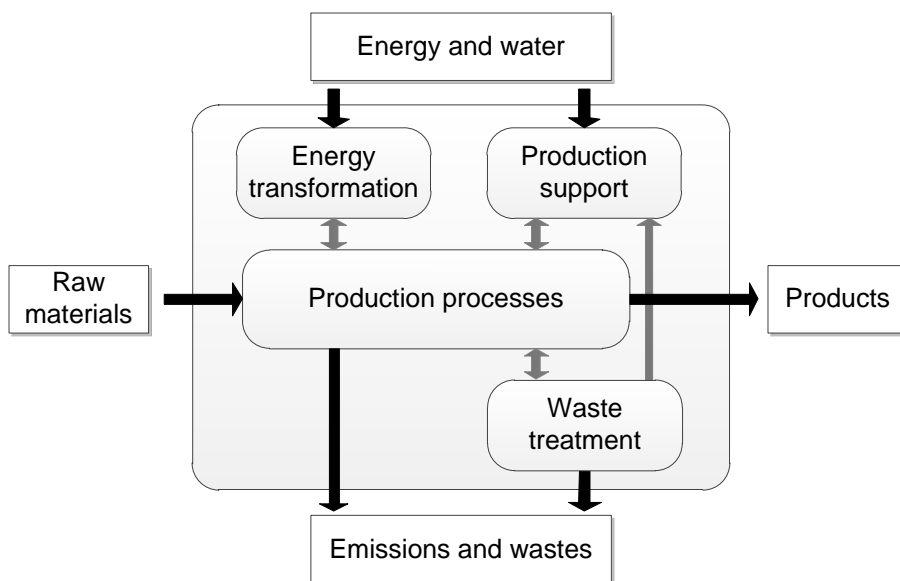 Energy and water
Energy
transformation
Production
support
Raw
materials
Production processes
Products
Waste
treatment
Emissions and wastes